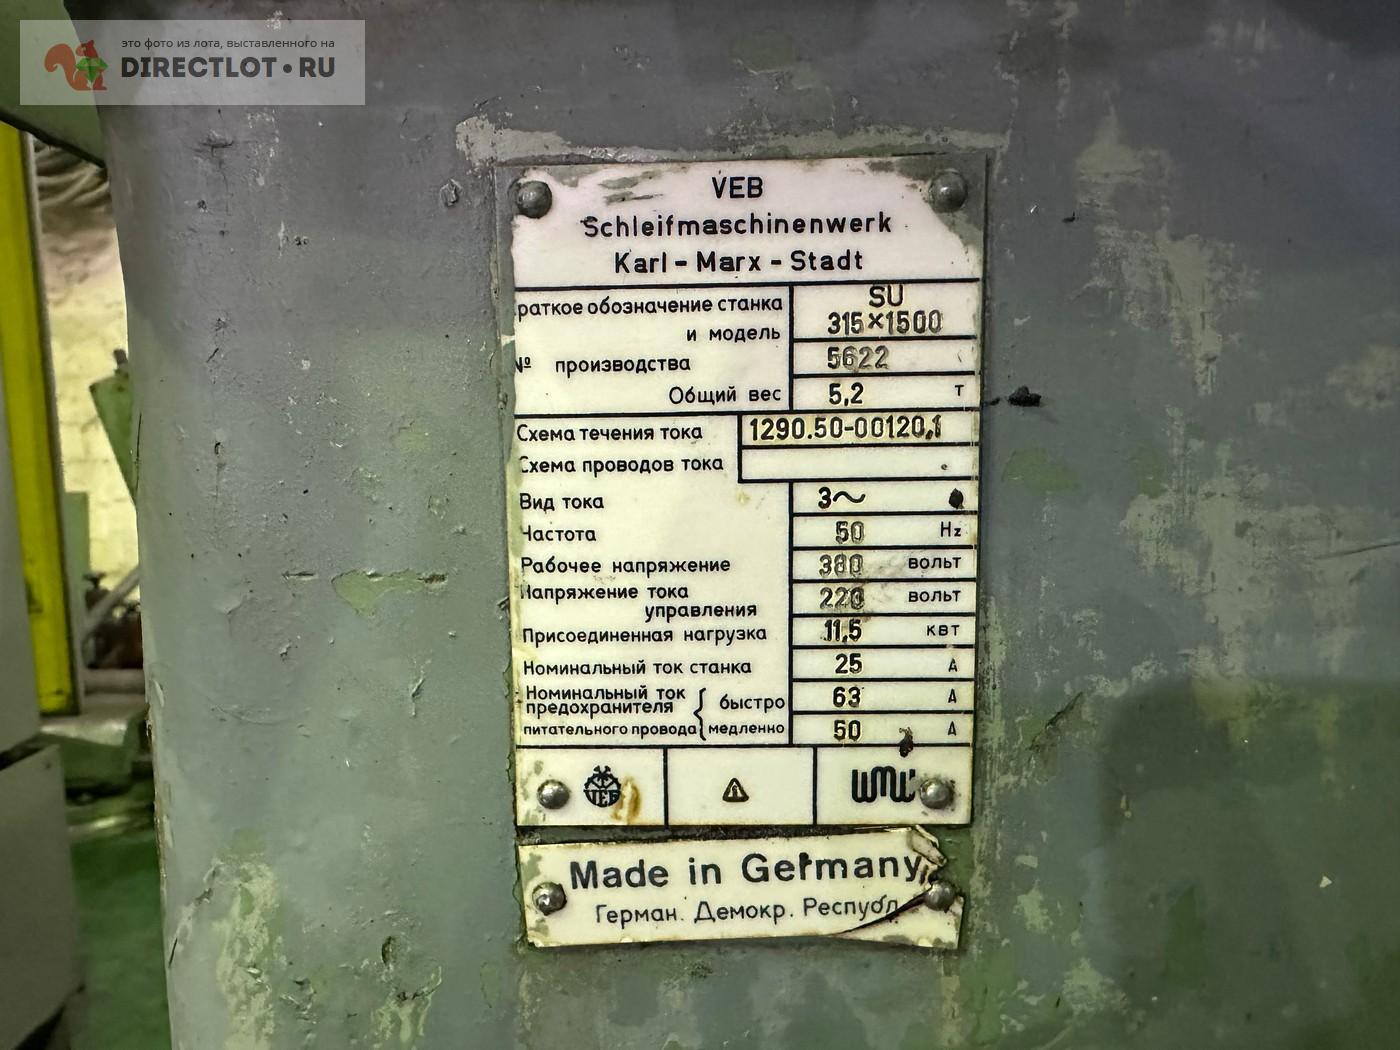 это фото из лота, выставленного на
DIRECTLOT.RU
VEB
Schleifmaschinenwerk
Karl-Marx-Stadt
раткое обозначение станка
и модель
SU
315×1500
№ производства 5622
Общий вес 5,2 т
Схема течения тока 1290.50-00120,1
Схема проводов тока
Вид тока 3~
Частота 50 Hz
Рабочее напряжение 380 вольт
Напряжение тока
управления 220 вольт
Присоединенная нагрузка 11,5 квт
Номинальный ток станка 25 А
Номинальный ток
предохранителя быстро 63 А
питательного провода медленно 50 А
VEB WMW
Made in Germany
Герман. Демокр. Республ